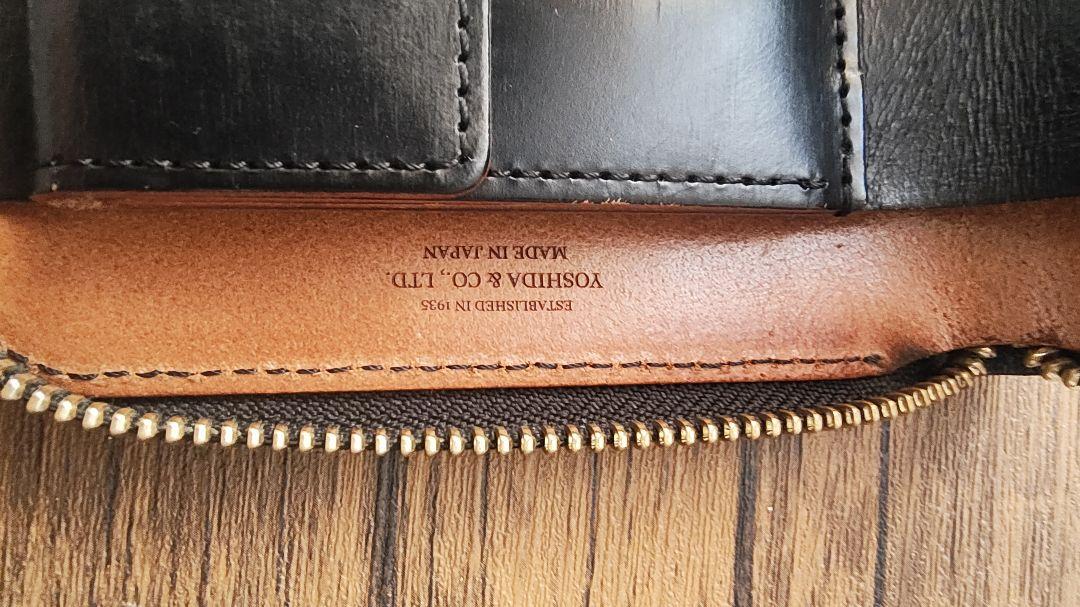 ESTABLISHED IN 1935
YOSHIDA & CO., LTD.
MADE IN JAPAN